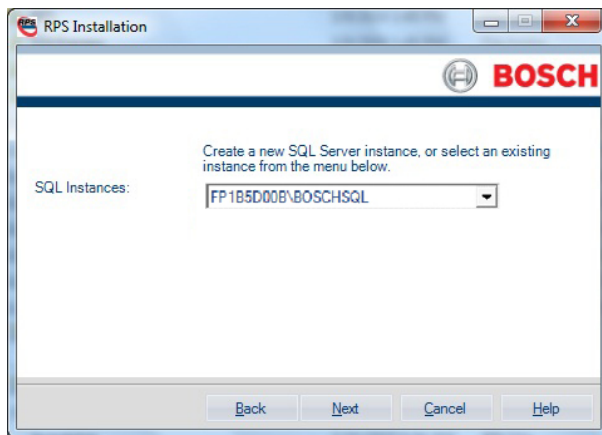 RPS RPS Installation
BOSCH
Create a new SQL Server instance, or select an existing
instance from the menu below.
SQL Instances:
FP1B5D00B\BOSCHSQL
Back Next Cancel Help